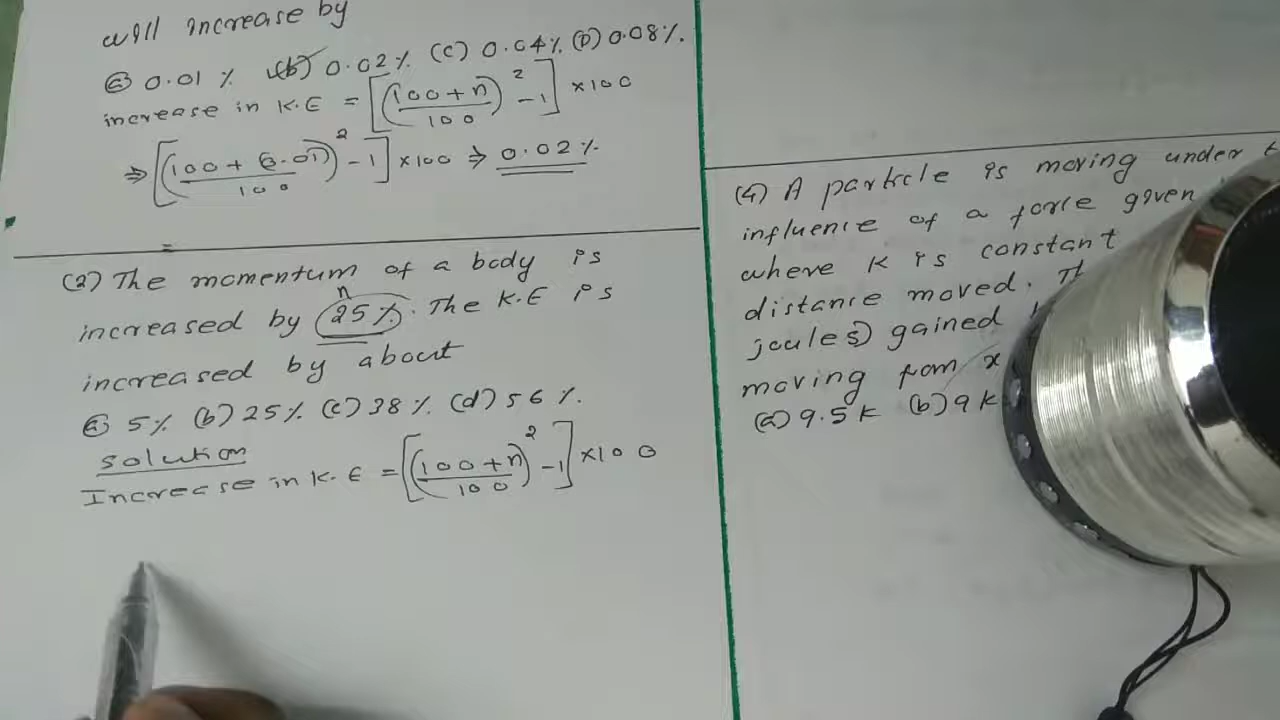 will increase by
(a) 0.01 % (b) 0.02% (c) 0.04% (D) 0.08%.
increase in K.E = [((100+n)/100)² -1] ×100
⇒ [((100+0.01)/100)² -1] ×100 ⇒ 0.02%
=
(2) The momentum of a body is
n
increased by 25%. The K.E is
increased by about
(a) 5% (b) 25% (c) 38% (d) 56%.
solution
Increase in K.E = [((100+n)/100)² -1] ×100
(4) A particle is moving under
influence of a force given
where K is constant
distance moved.
joules) gained
moving from x
(a) 9.5K (b) 9K